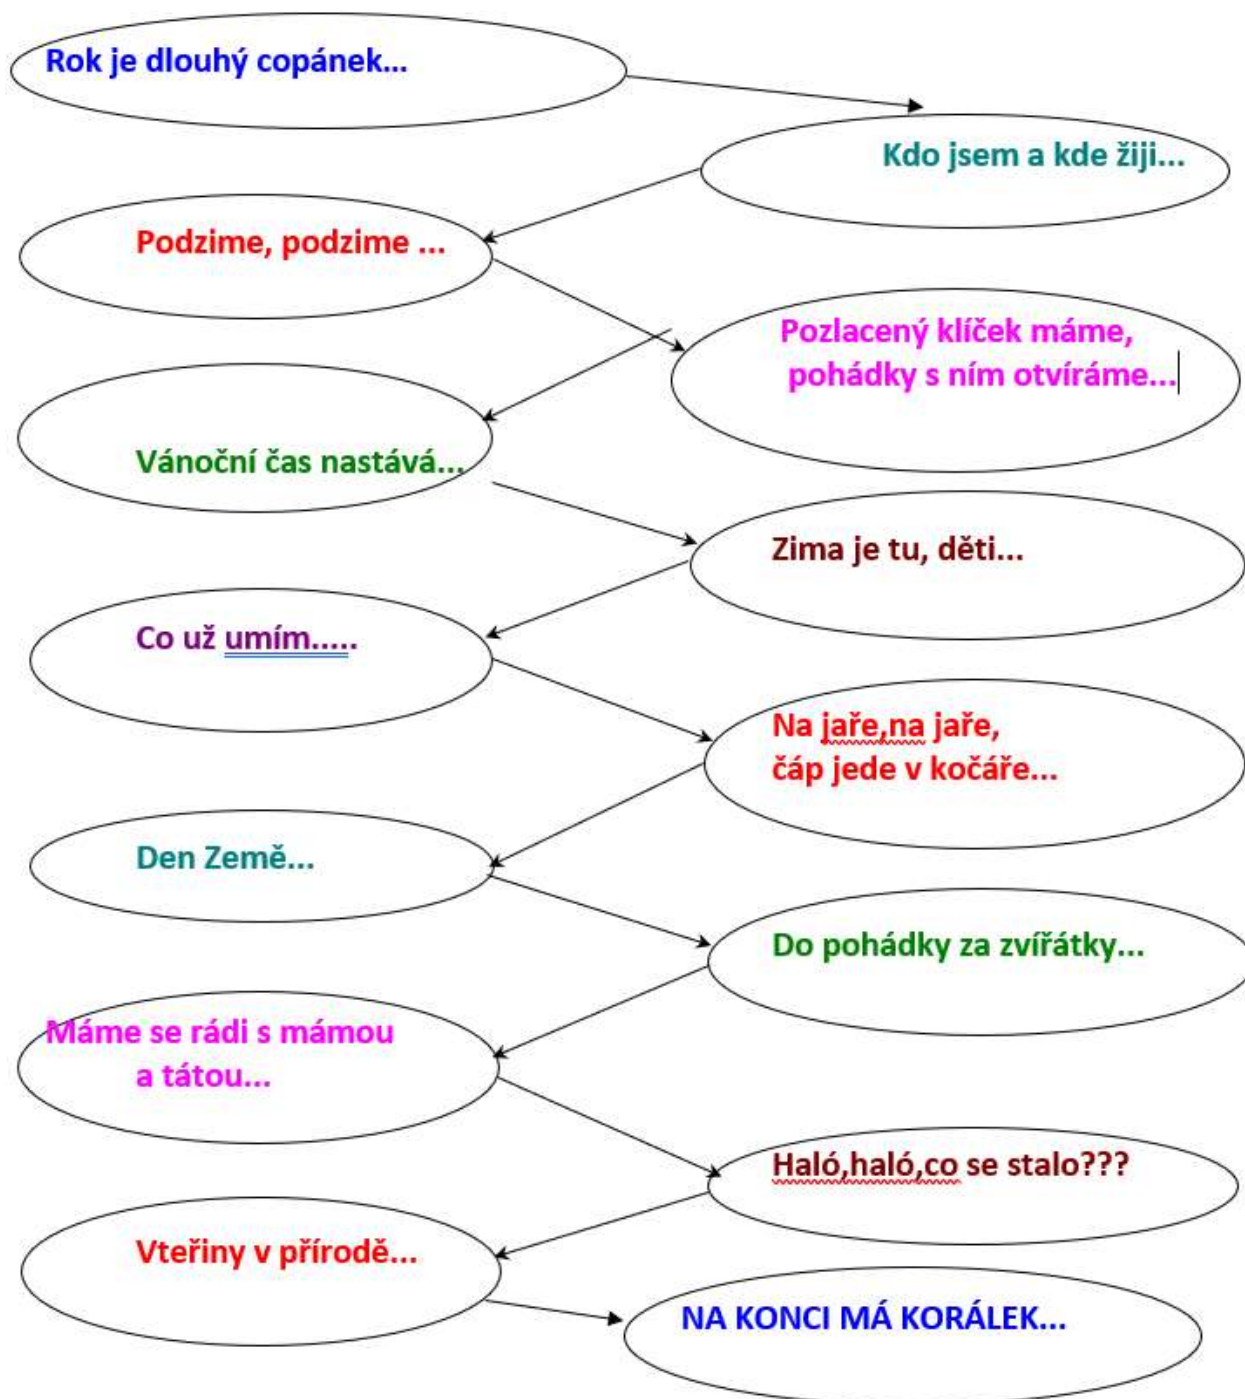 Rok je dlouhý copánek...
Kdo jsem a kde žiji...
Podzime, podzime ...
Pozlacený klíček máme,
pohádky s ním otvíráme...
Vánoční čas nastává...
Zima je tu, děti...
Co už umím.....
Na jaře,na jaře,
čáp jede v kočáře...
Den Země...
Do pohádky za zvířátky...
Máme se rádi s mámou
a tátou...
Haló,haló,co se stalo???
Vteřiny v přírodě...
NA KONCI MÁ KORÁLEK...